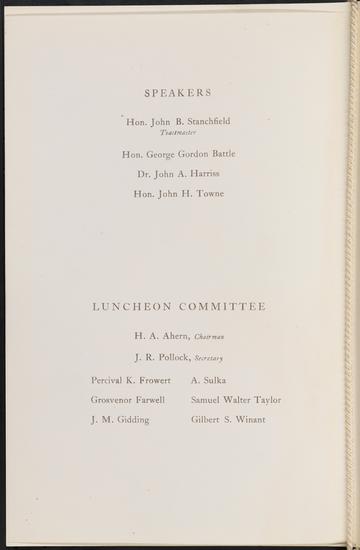 SPEAKERS
Hon. John B. Stanchfield
Toastmaster
Hon. George Gordon Battle
Dr. John A. Harriss
Hon. John H. Towne
LUNCHEON COMMITTEE
H. A. Ahern, Chairman
J. R. Pollock, Secretary
Percival K. Frowert A. Sulka
Grosvenor Farwell Samuel Walter Taylor
J. M. Gidding Gilbert S. Winant